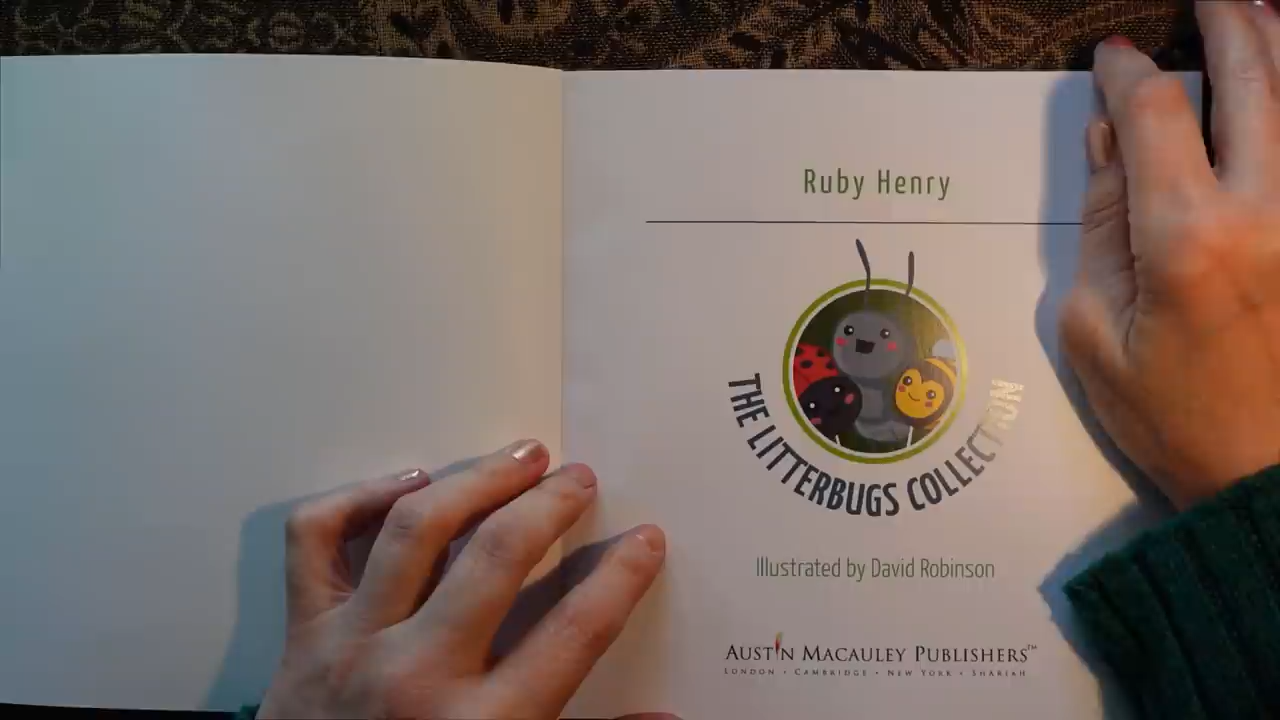 Ruby Henry
THE LITTERBUGS COLLECTION
Illustrated by David Robinson
AUSTIN MACAULEY PUBLISHERS™
LONDON • CAMBRIDGE • NEW YORK • SHARJAH